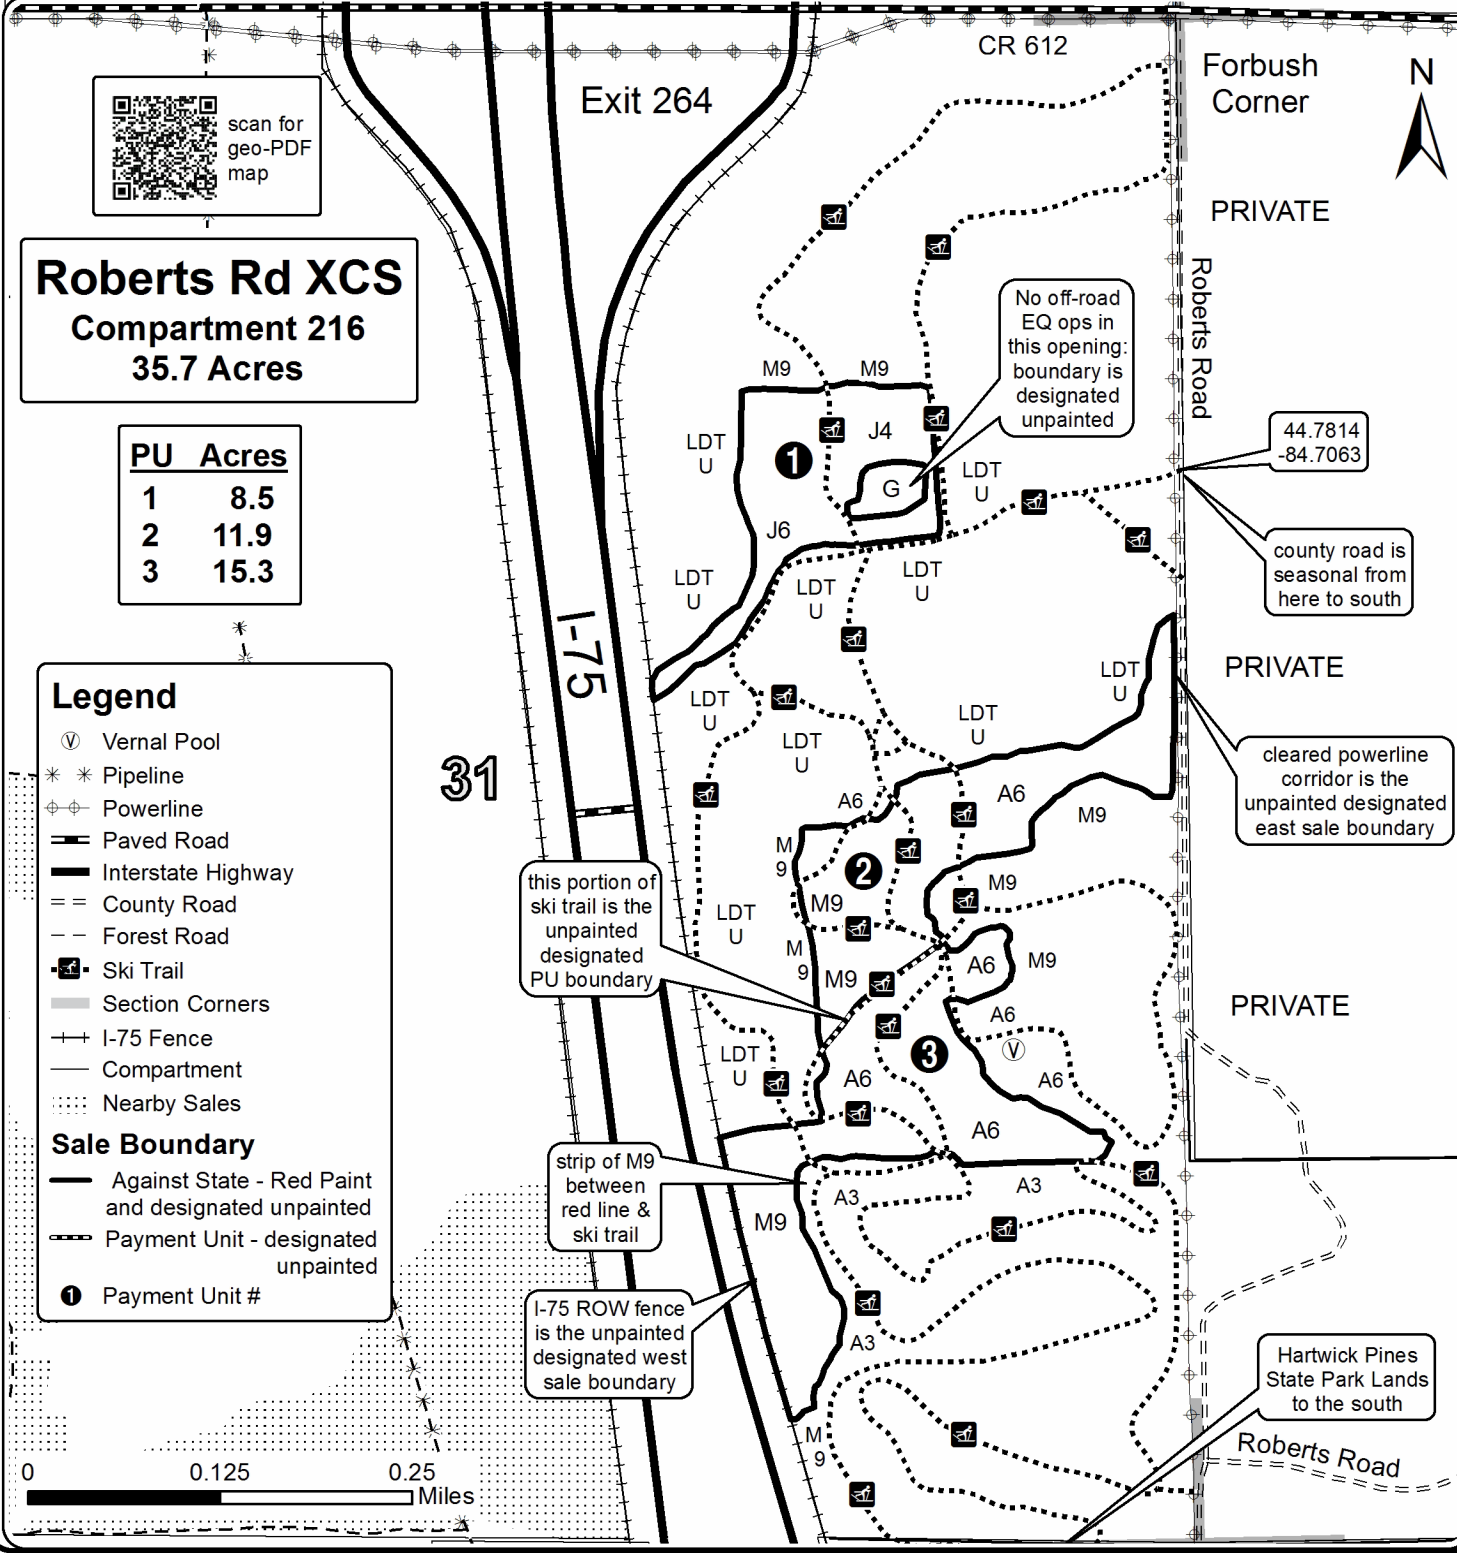 CR 612
Exit 264
Forbush
Corner
N
scan for
geo-PDF
map
PRIVATE
Roberts Rd XCS
Compartment 216
35.7 Acres
Roberts Road
No off-road
EQ ops in
this opening:
boundary is
designated
unpainted
M9
M9
PU Acres
1 8.5
2 11.9
3 15.3
LDT
U
J4
1
G
LDT
U
44.7814
-84.7063
J6
county road is
seasonal from
here to south
LDT
U
LDT
U
LDT
U
I-75
PRIVATE
LDT
U
LDT
U
LDT
U
LDT
U
31
cleared powerline
corridor is the
unpainted designated
east sale boundary
A6
A6
M9
M
9
2
this portion of
ski trail is the
unpainted
designated
PU boundary
M9
M9
LDT
U
M
9
M9
A6
M9
PRIVATE
A6
V
3
LDT
U
A6
A6
A6
strip of M9
between
red line &
ski trail
A3
A3
M9
I-75 ROW fence
is the unpainted
designated west
sale boundary
A3
Hartwick Pines
State Park Lands
to the south
M
9
Roberts Road
Legend
V Vernal Pool
Pipeline
Powerline
Paved Road
Interstate Highway
County Road
Forest Road
Ski Trail
Section Corners
I-75 Fence
Compartment
Nearby Sales
Sale Boundary
Against State - Red Paint
and designated unpainted
Payment Unit - designated
unpainted
1 Payment Unit #
0 0.125 0.25
Miles